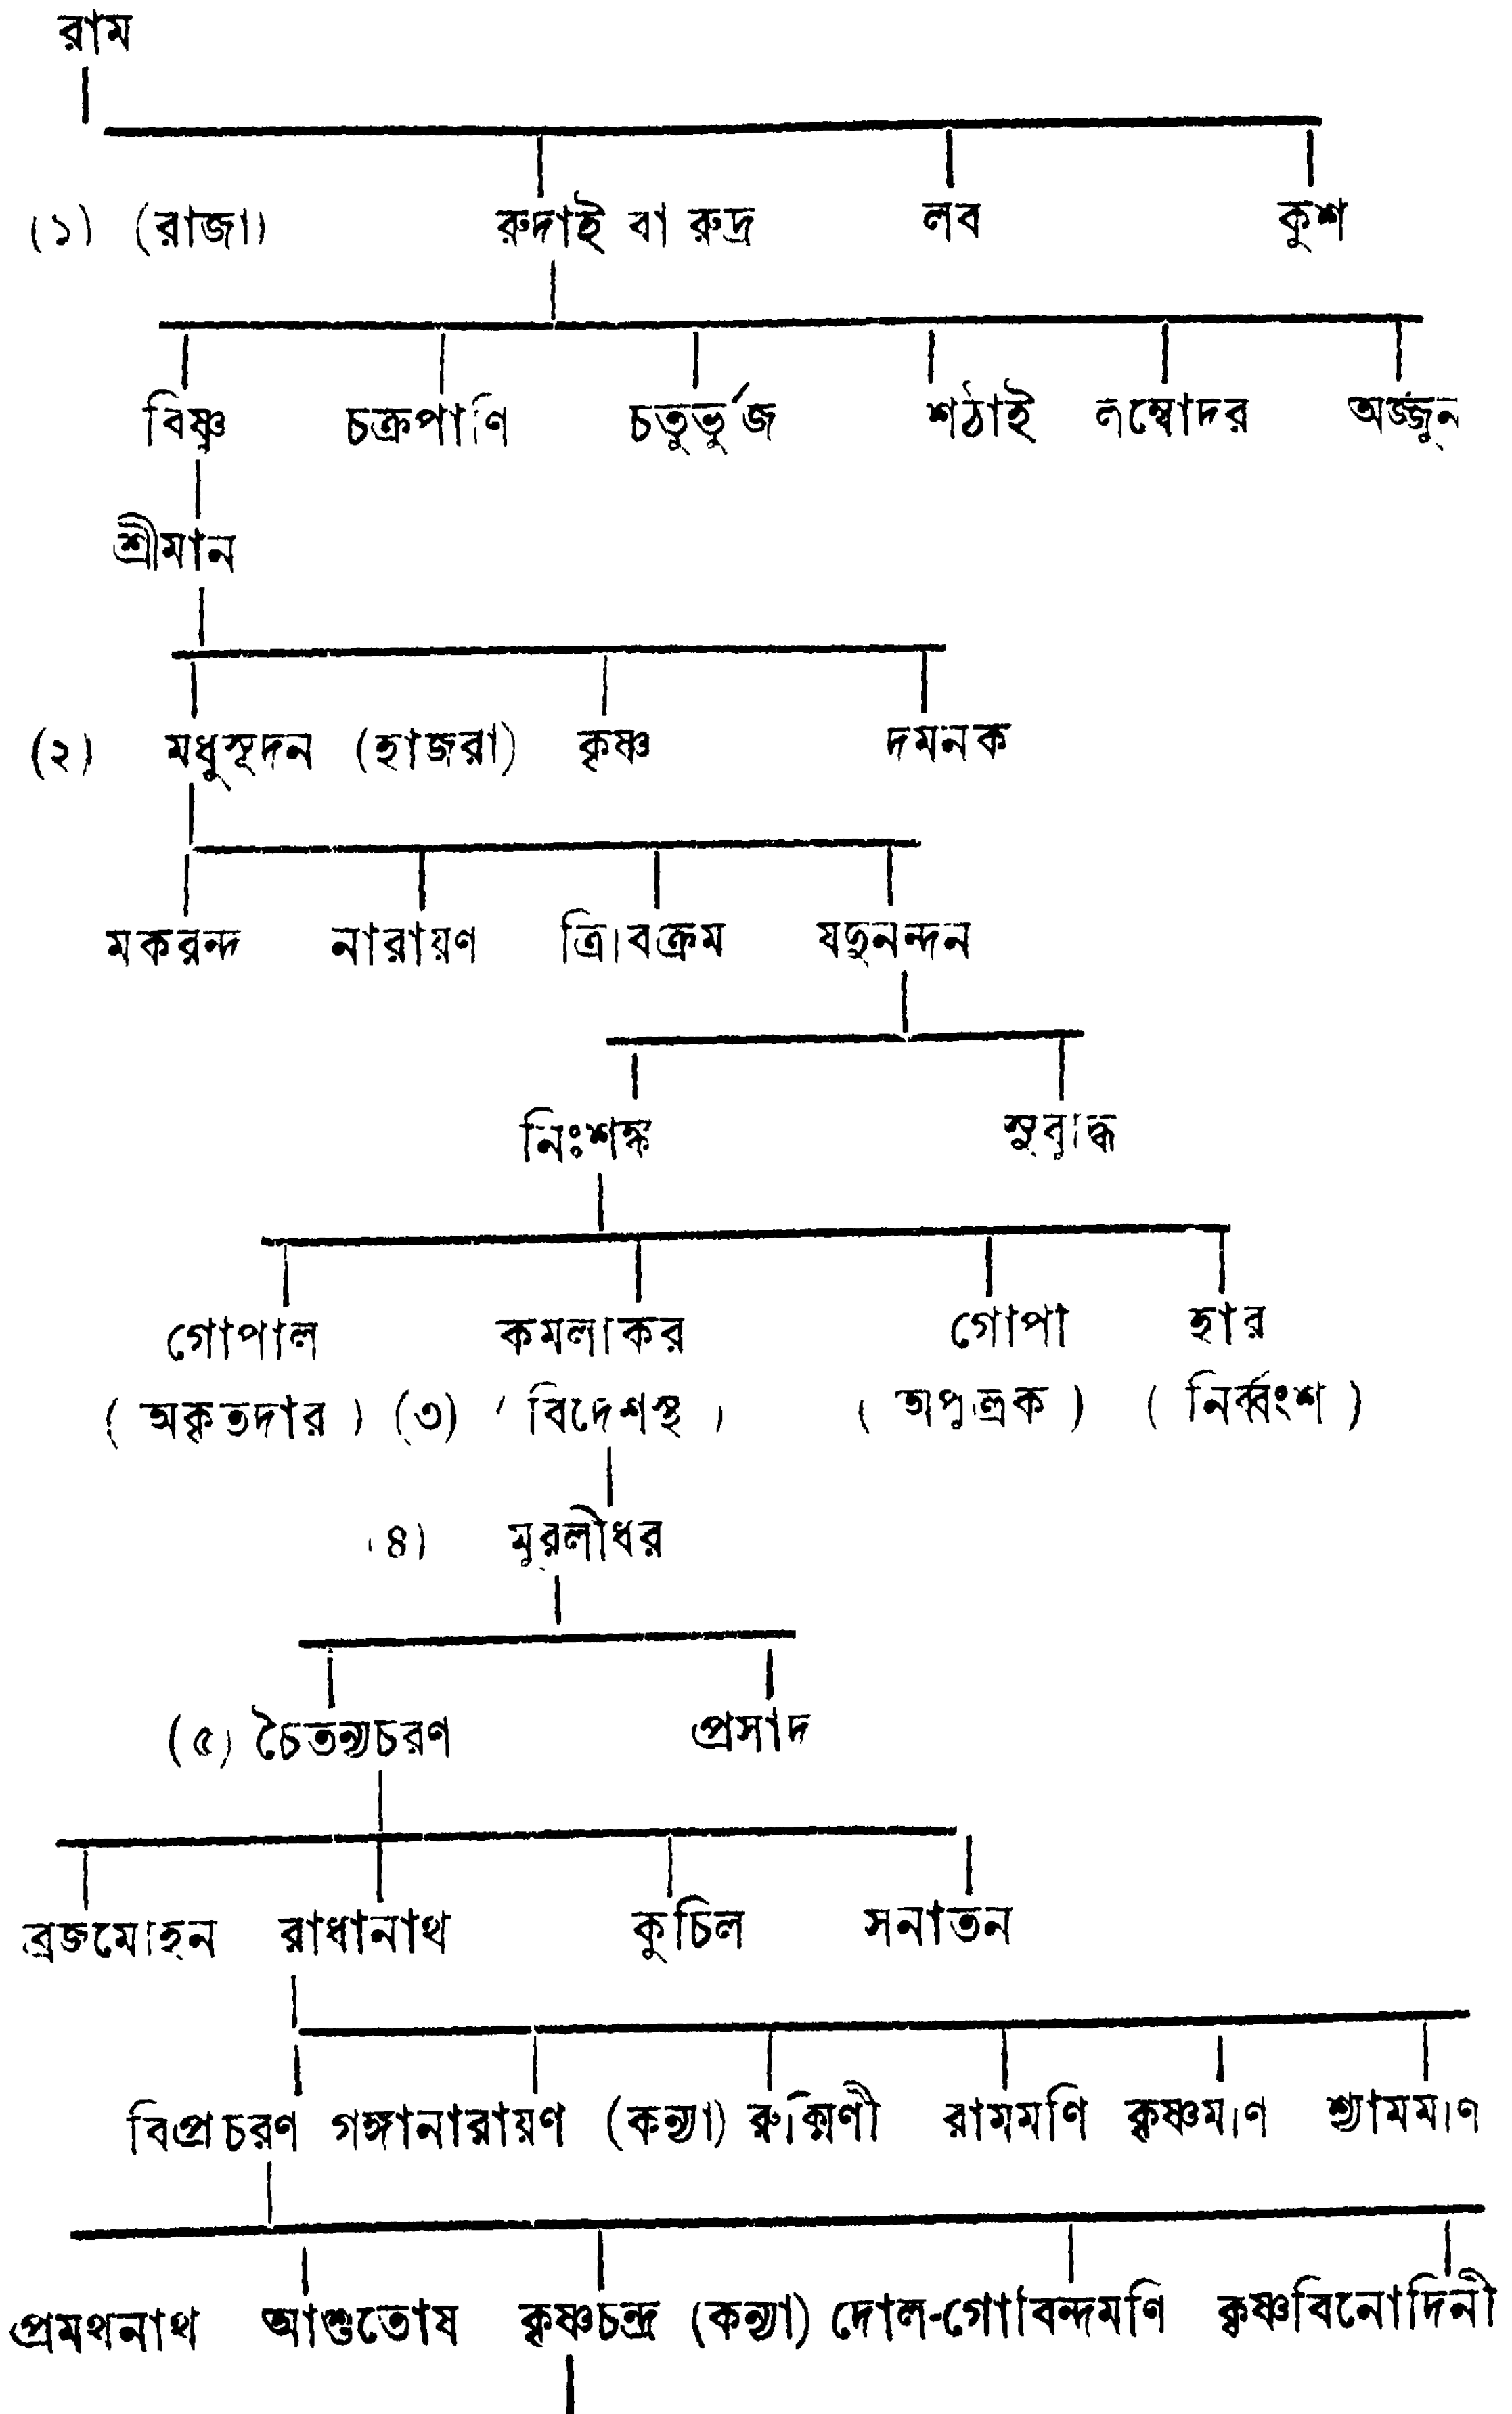 রাম
(১) (রাজা) রুদাই বা রুদ্র লব কুশ
বিষ্ণু চক্রপাণি চতুর্ভুজ শঠাই লম্বোদর অর্জ্জুন
শ্রীমান
(২) মধুসূদন (হাজরা) কৃষ্ণ দমনক
মকরন্দ নারায়ণ ত্রিবিক্রম যদুনন্দন
নিঃশঙ্ক সুবুদ্ধি
গোপাল কমলাকর গোপা হরি
(অকৃতদার) (৩) (বিদেশস্থ) (অপুত্রক) (নির্ব্বংশ)
(৪) মুরলীধর
(৫) চৈতন্যচরণ প্রসাদ
ব্রজমোহন রাধানাথ কুচিল সনাতন
বিপ্রচরণ গঙ্গানারায়ণ (কন্যা) রুক্মিণী রামমণি কৃষ্ণমণি শ্যামমণি
প্রমথনাথ আশুতোষ কৃষ্ণচন্দ্র (কন্যা) দোল-গোবিন্দমণি কৃষ্ণবিনোদিনী